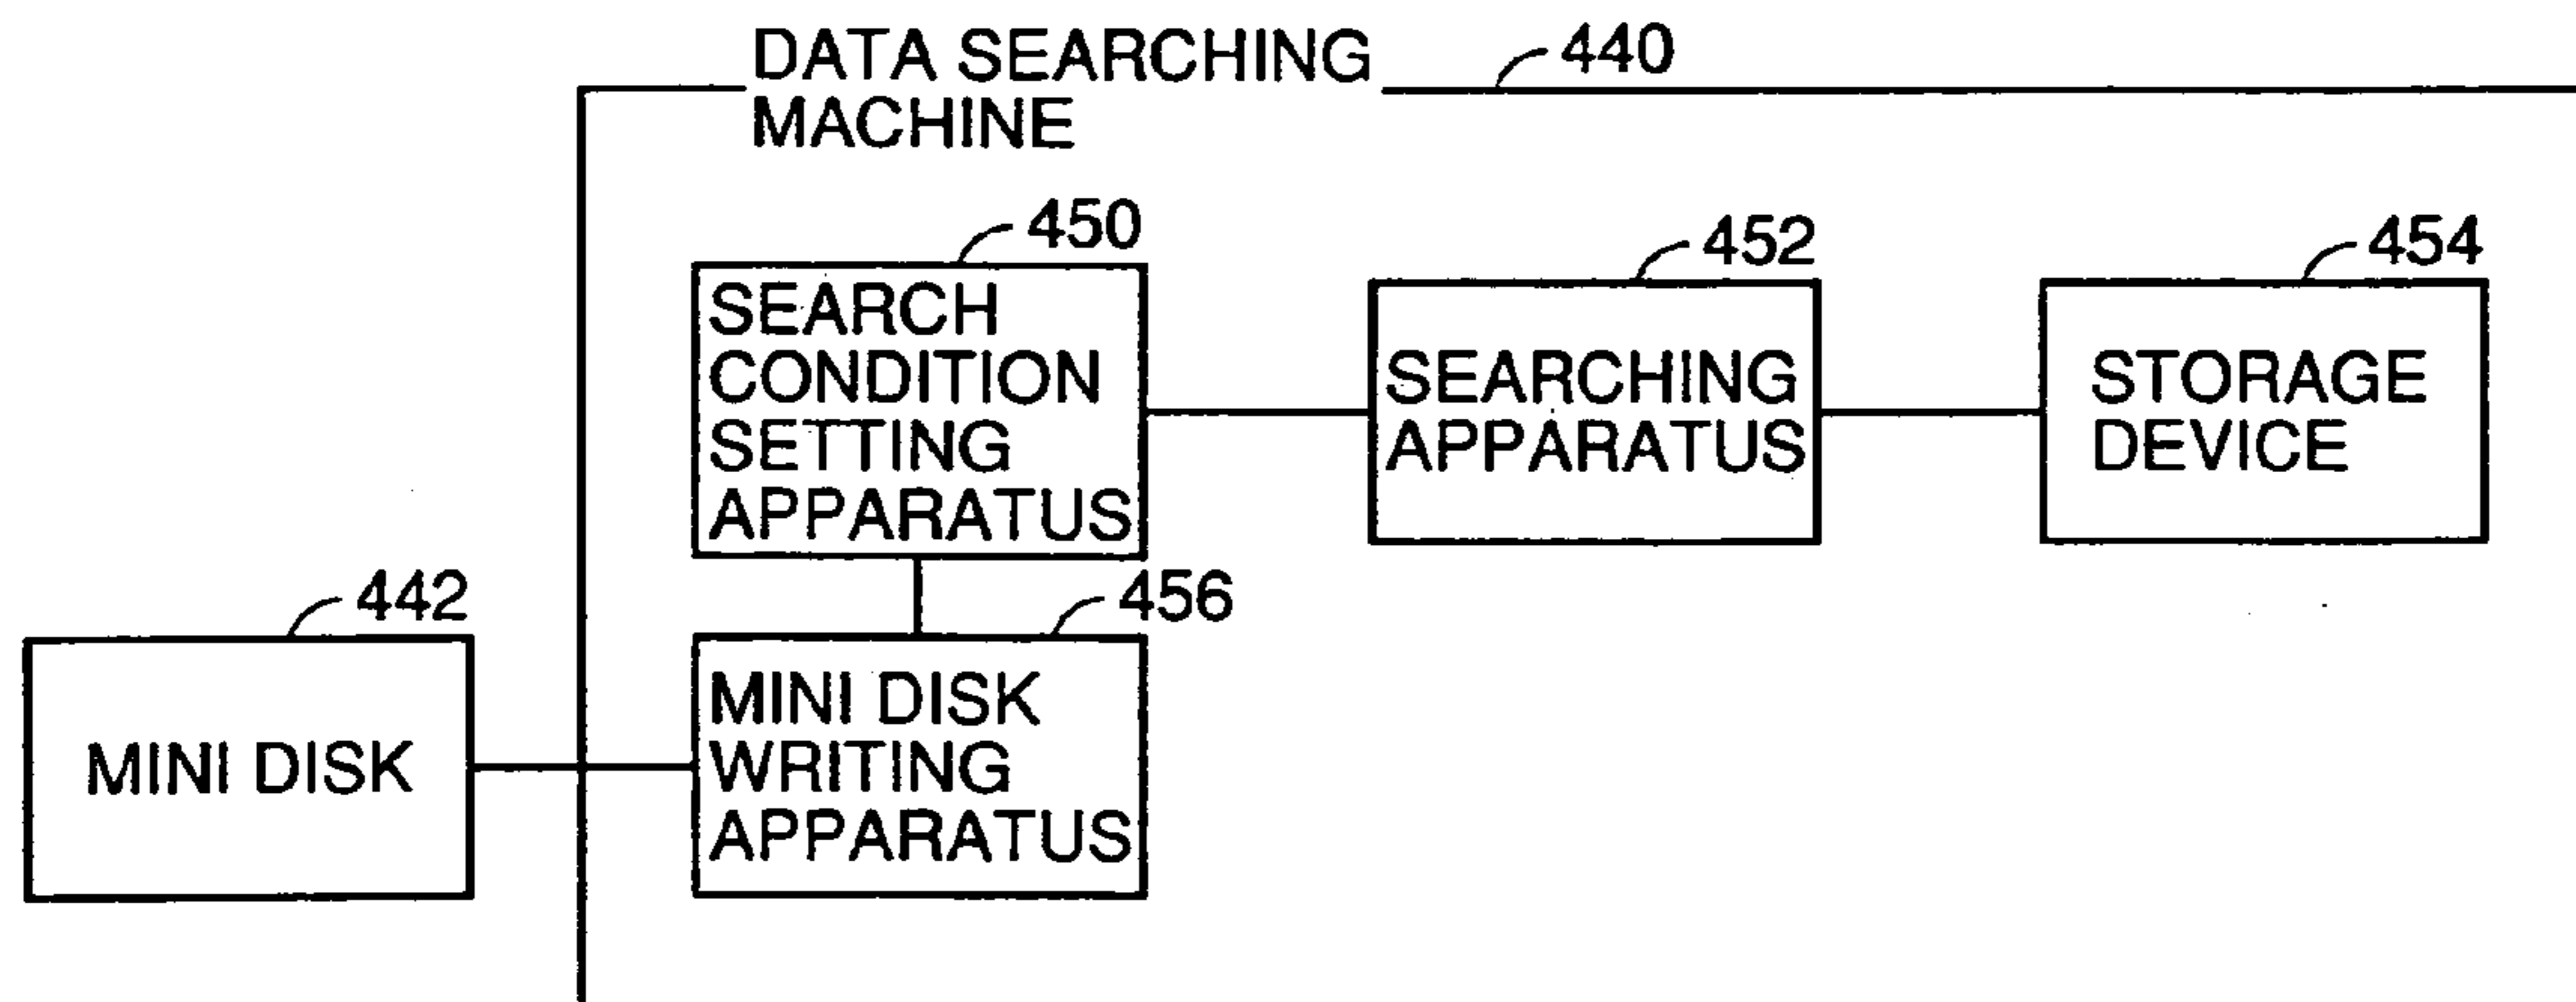 DATA SEARCHING
MACHINE
440
450
SEARCH
CONDITION
SETTING
APPARATUS
452
SEARCHING
APPARATUS
454
STORAGE
DEVICE
442
MINI DISK
456
MINI DISK
WRITING
APPARATUS